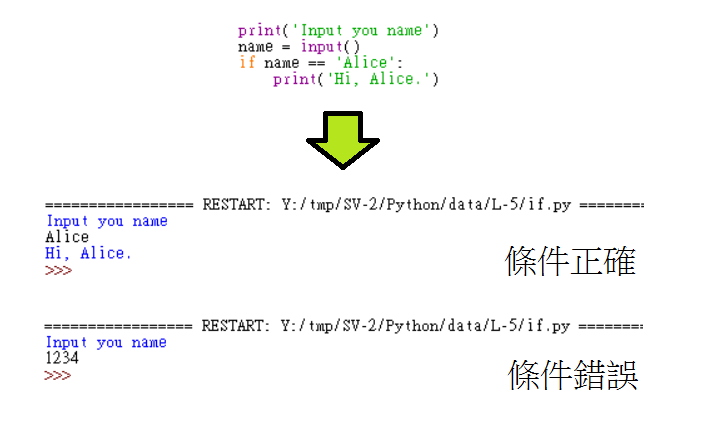 print('Input you name')
name = input()
if name == 'Alice':
    print('Hi, Alice.')
================= RESTART: Y:/tmp/SV-2/Python/data/L-5/if.py ========
Input you name
Alice
Hi, Alice.
>>>
條件正確
================= RESTART: Y:/tmp/SV-2/Python/data/L-5/if.py ========
Input you name
1234
>>>
條件錯誤